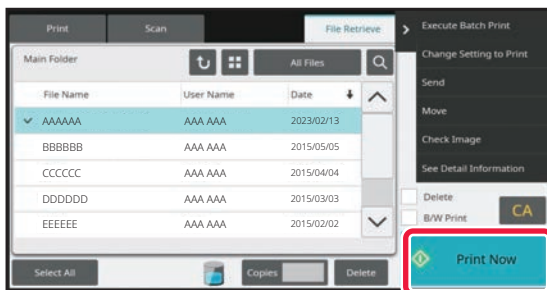 Print Scan File Retrieve
Main Folder All Files
File Name User Name Date
AAAAAA AAA AAA 2023/02/13
BBBBBB AAA AAA 2015/05/05
CCCCCC AAA AAA 2015/04/04
DDDDDD AAA AAA 2015/03/03
EEEEEE AAA AAA 2015/02/02
Select All Copies Delete
Execute Batch Print
Change Setting to Print
Send
Move
Check Image
See Detail Information
Delete
B/W Print
CA
Print Now